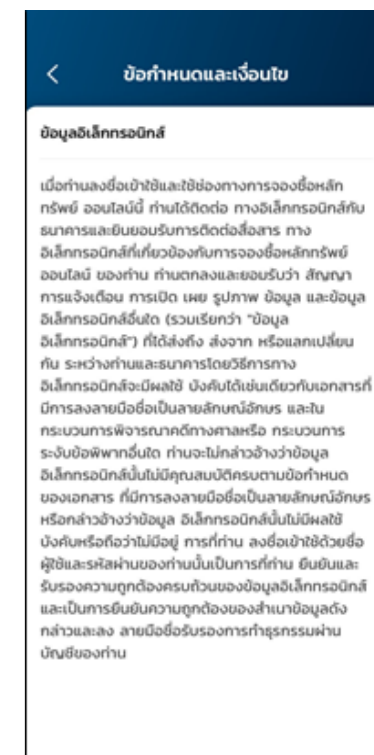 ข้อกำหนดและเงื่อนไข
ข้อมูลอิเล็กทรอนิกส์
เมื่อท่านลงชื่อเข้าใช้และใช้ช่องทางการจองซื้อหลัก
ทรัพย์ ออนไลน์นี้ ท่านได้ติดต่อ ทางอิเล็กทรอนิกส์กับ
ธนาคารและยินยอมรับการติดต่อสื่อสาร ทาง
อิเล็กทรอนิกส์ที่เกี่ยวข้องกับการจองซื้อหลักทรัพย์
ออนไลน์ ของท่าน ท่านตกลงและยอมรับว่า สัญญา
การแจ้งเตือน การเปิด เผย รูปภาพ ข้อมูล และข้อมูล
อิเล็กทรอนิกส์อื่นใด (รวมเรียกว่า "ข้อมูล
อิเล็กทรอนิกส์") ที่ได้ส่งถึง ส่งจาก หรือแลกเปลี่ยน
กัน ระหว่างท่านและธนาคารโดยวิธีการทาง
อิเล็กทรอนิกส์จะมีผลใช้ บังคับได้เช่นเดียวกับเอกสารที่
มีการลงลายมือชื่อเป็นลายลักษณ์อักษร และใน
กระบวนการพิจารณาคดีทางศาลหรือ กระบวนการ
ระงับข้อพิพาทอื่นใด ท่านจะไม่กล่าวอ้างว่าข้อมูล
อิเล็กทรอนิกส์นั้นไม่มีคุณสมบัติครบตามข้อกำหนด
ของเอกสาร ที่มีการลงลายมือชื่อเป็นลายลักษณ์อักษร
หรือกล่าวอ้างว่าข้อมูล อิเล็กทรอนิกส์นั้นไม่มีผลใช้
บังคับหรือถือว่าไม่มีอยู่ การที่ท่าน ลงชื่อเข้าใช้ด้วยชื่อ
ผู้ใช้และรหัสผ่านของท่านนั้นเป็นการที่ท่าน ยืนยันและ
รับรองความถูกต้องครบถ้วนของข้อมูลอิเล็กทรอนิกส์
และเป็นการยืนยันความถูกต้องของสำเนาข้อมูลดัง
กล่าวและลง ลายมือชื่อรับรองการทำธุรกรรมผ่าน
บัญชีของท่าน